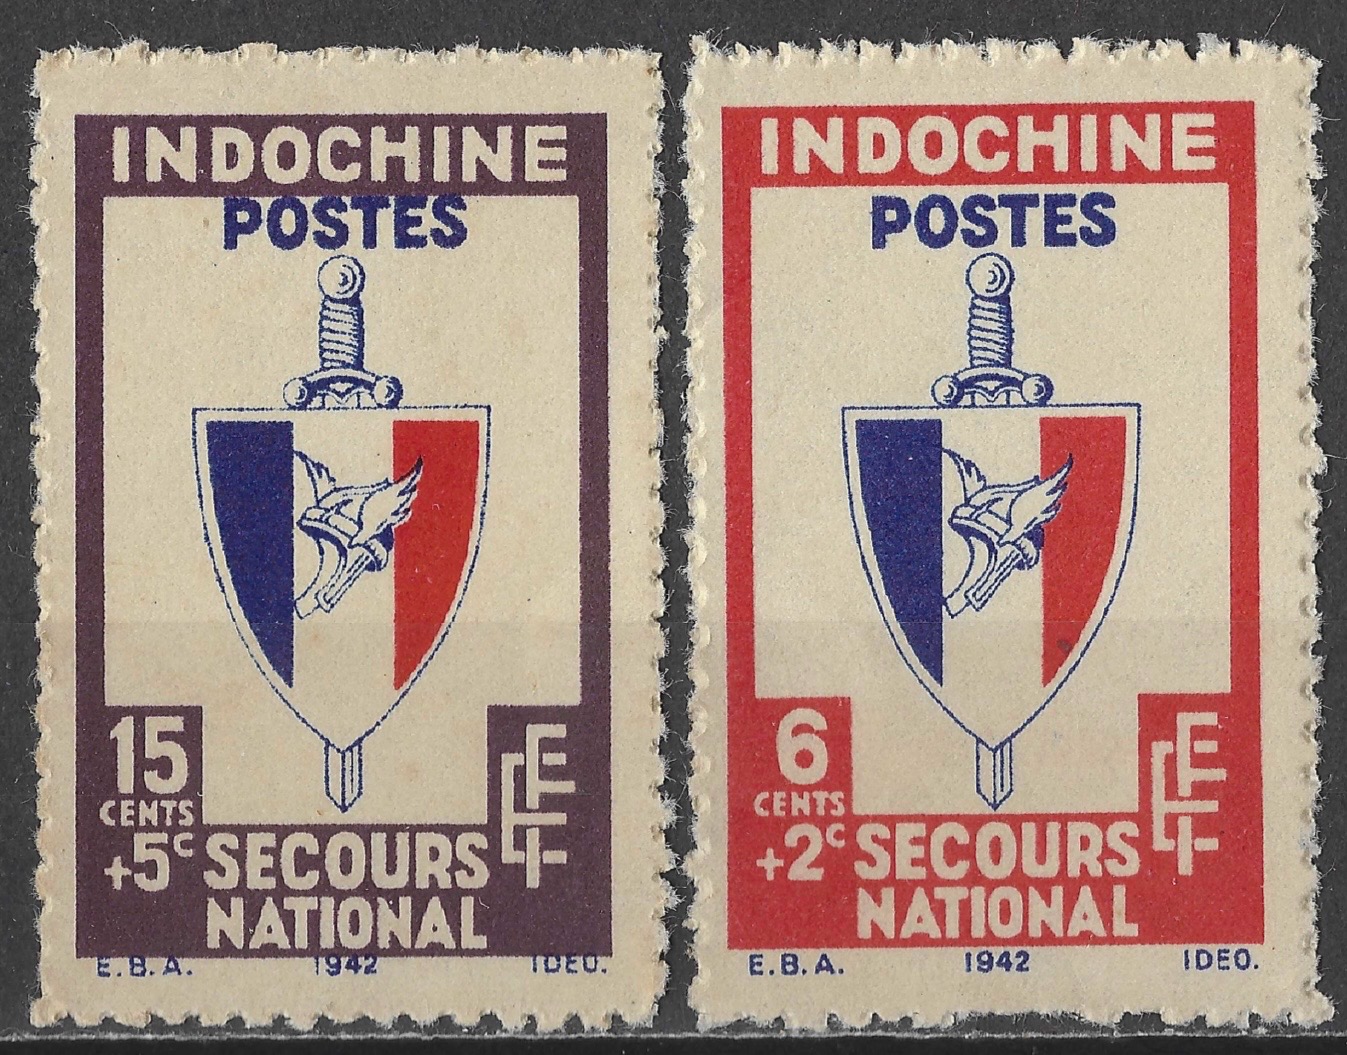 INDOCHINE
POSTES
15
CENTS
+5c SECOURS
NATIONAL
E.B.A. 1942 IDEO.
INDOCHINE
POSTES
6
CENTS
+2c SECOURS
NATIONAL
E.B.A. 1942 IDEO.